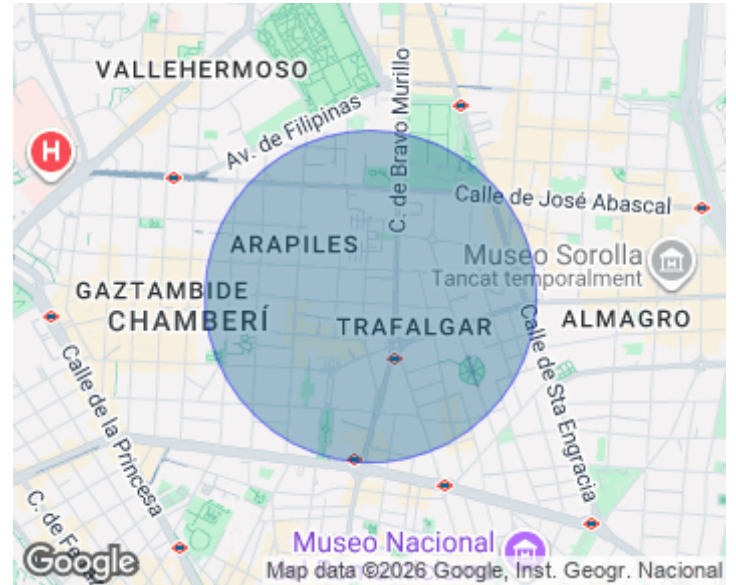 VALLEHERMOSO
Av. de Filipinas
C. de Bravo Murillo
H
Calle de José Abascal
ARAPILES
Museo Sorolla
Tancat temporalment
GAZTAMBIDE
CHAMBERÍ
TRAFALGAR
ALMAGRO
Calle de la Princesa
Calle de Sta Engracia
C. de Fe
Museo Nacional
Google
Map data ©2026 Google, Inst. Geogr. Nacional